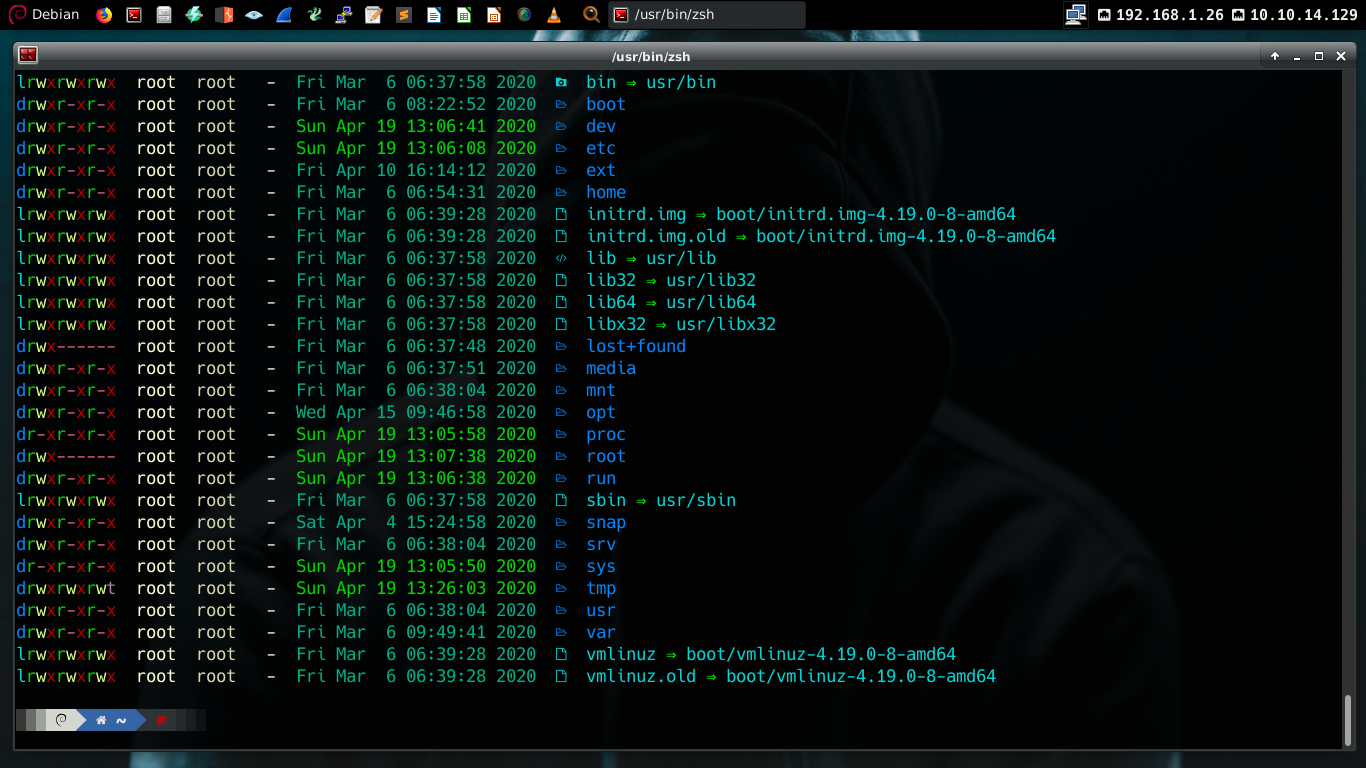 Debian /usr/bin/zsh 192.168.1.26 10.10.14.129
/usr/bin/zsh
lrwxrwxrwx root root - Fri Mar 6 06:37:58 2020 bin ⇒ usr/bin
drwxr-xr-x root root - Fri Mar 6 08:22:52 2020 boot
drwxr-xr-x root root - Sun Apr 19 13:06:41 2020 dev
drwxr-xr-x root root - Sun Apr 19 13:06:08 2020 etc
drwxr-xr-x root root - Fri Apr 10 16:14:12 2020 ext
drwxr-xr-x root root - Fri Mar 6 06:54:31 2020 home
lrwxrwxrwx root root - Fri Mar 6 06:39:28 2020 initrd.img ⇒ boot/initrd.img-4.19.0-8-amd64
lrwxrwxrwx root root - Fri Mar 6 06:39:28 2020 initrd.img.old ⇒ boot/initrd.img-4.19.0-8-amd64
lrwxrwxrwx root root - Fri Mar 6 06:37:58 2020 lib ⇒ usr/lib
lrwxrwxrwx root root - Fri Mar 6 06:37:58 2020 lib32 ⇒ usr/lib32
lrwxrwxrwx root root - Fri Mar 6 06:37:58 2020 lib64 ⇒ usr/lib64
lrwxrwxrwx root root - Fri Mar 6 06:37:58 2020 libx32 ⇒ usr/libx32
drwx------ root root - Fri Mar 6 06:37:48 2020 lost+found
drwxr-xr-x root root - Fri Mar 6 06:37:51 2020 media
drwxr-xr-x root root - Fri Mar 6 06:38:04 2020 mnt
drwxr-xr-x root root - Wed Apr 15 09:46:58 2020 opt
dr-xr-xr-x root root - Sun Apr 19 13:05:58 2020 proc
drwx------ root root - Sun Apr 19 13:07:38 2020 root
drwxr-xr-x root root - Sun Apr 19 13:06:38 2020 run
lrwxrwxrwx root root - Fri Mar 6 06:37:58 2020 sbin ⇒ usr/sbin
drwxr-xr-x root root - Sat Apr 4 15:24:58 2020 snap
drwxr-xr-x root root - Fri Mar 6 06:38:04 2020 srv
dr-xr-xr-x root root - Sun Apr 19 13:05:50 2020 sys
drwxrwxrwt root root - Sun Apr 19 13:26:03 2020 tmp
drwxr-xr-x root root - Fri Mar 6 06:38:04 2020 usr
drwxr-xr-x root root - Fri Mar 6 09:49:41 2020 var
lrwxrwxrwx root root - Fri Mar 6 06:39:28 2020 vmlinuz ⇒ boot/vmlinuz-4.19.0-8-amd64
lrwxrwxrwx root root - Fri Mar 6 06:39:28 2020 vmlinuz.old ⇒ boot/vmlinuz-4.19.0-8-amd64
~ #